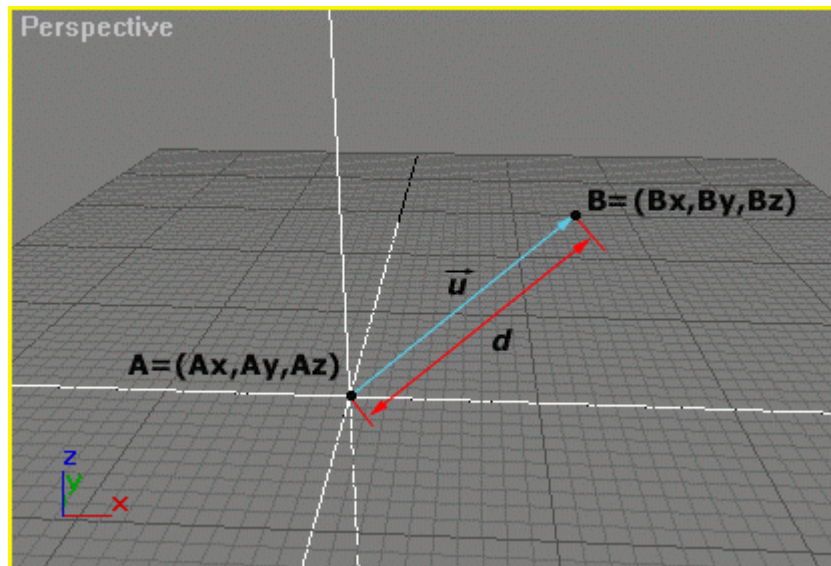 Perspective
B=(Bx,By,Bz)
u
d
A=(Ax,Ay,Az)
z
y
x